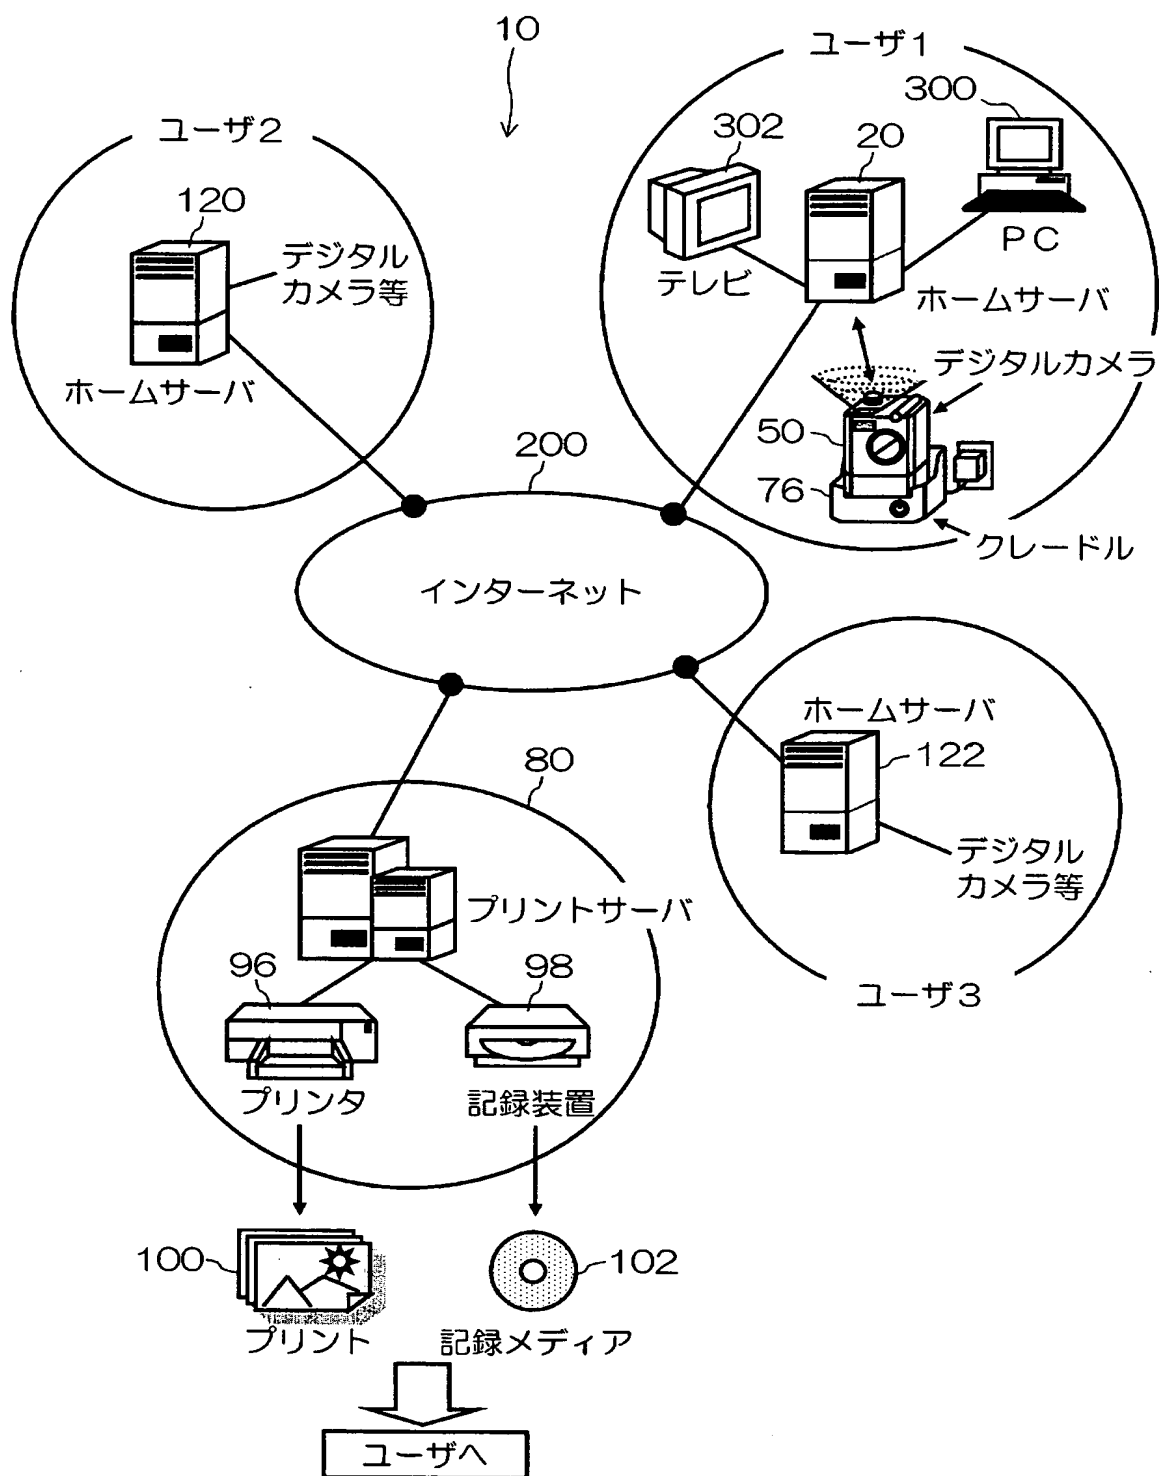 10
ユーザ1
300
302
20
PC
テレビ
ホームサーバ
デジタルカメラ
50
76
クレードル
ユーザ2
120
デジタル
カメラ等
ホームサーバ
200
インターネット
ホームサーバ
122
デジタル
カメラ等
ユーザ3
80
プリントサーバ
96
98
プリンタ
記録装置
100
102
プリント
記録メディア
ユーザへ